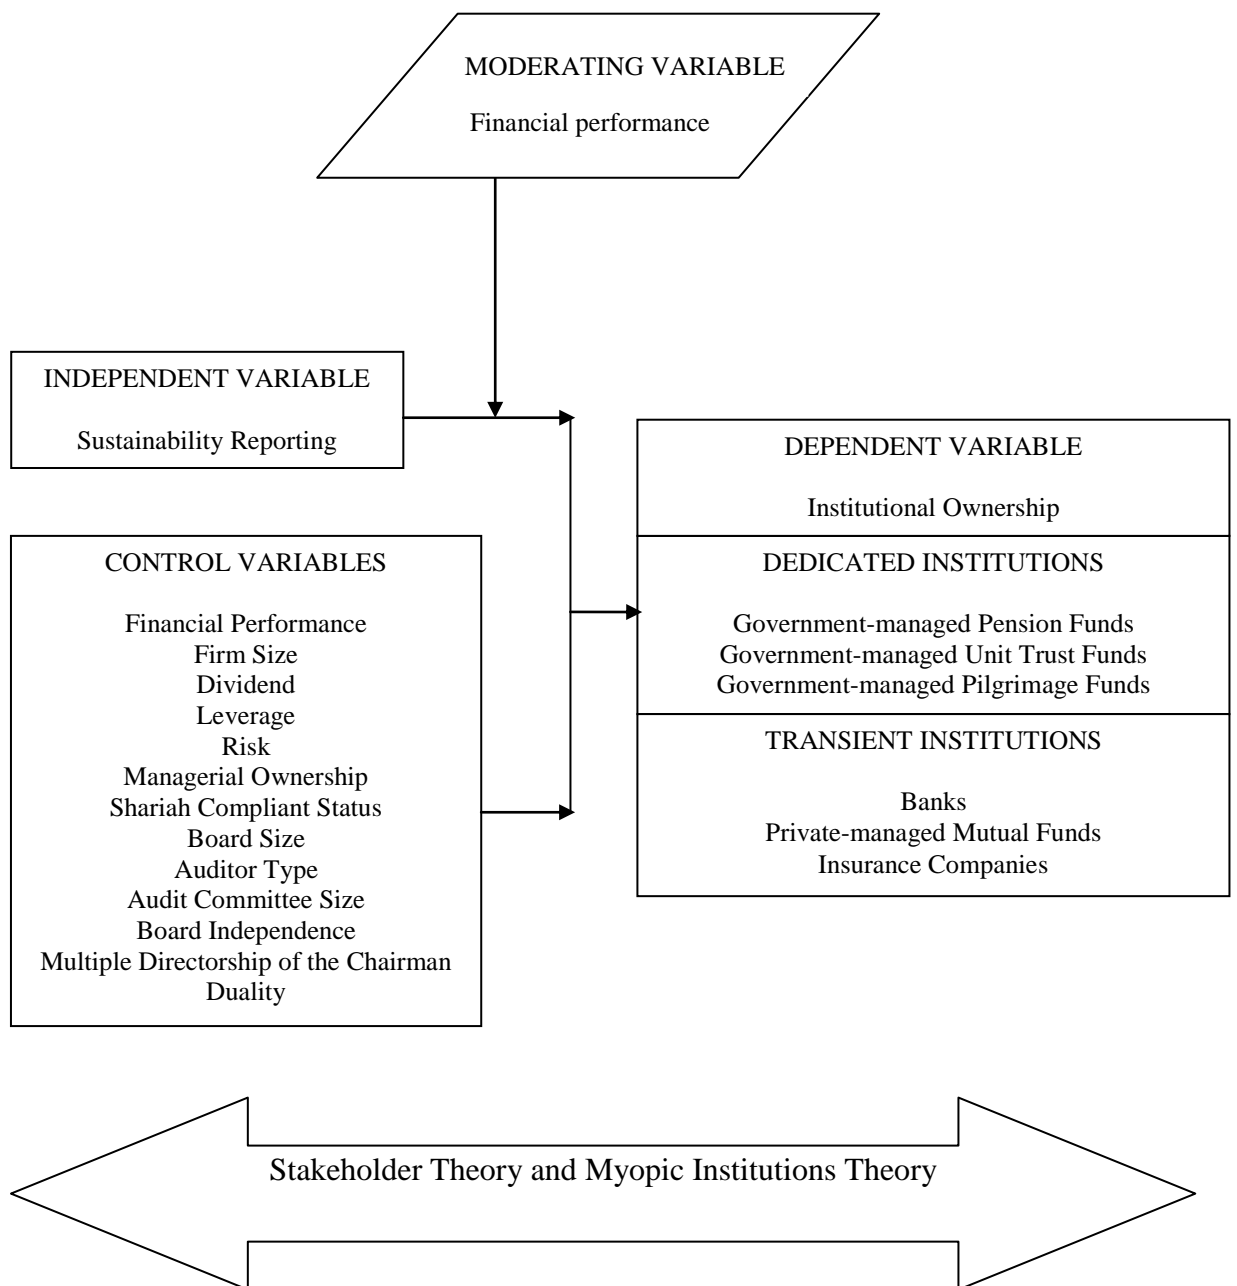 MODERATING VARIABLE
Financial performance
INDEPENDENT VARIABLE
Sustainability Reporting
CONTROL VARIABLES
Financial Performance
Firm Size
Dividend
Leverage
Risk
Managerial Ownership
Shariah Compliant Status
Board Size
Auditor Type
Audit Committee Size
Board Independence
Multiple Directorship of the Chairman
Duality
DEPENDENT VARIABLE
Institutional Ownership
DEDICATED INSTITUTIONS
Government-managed Pension Funds
Government-managed Unit Trust Funds
Government-managed Pilgrimage Funds
TRANSIENT INSTITUTIONS
Banks
Private-managed Mutual Funds
Insurance Companies
Stakeholder Theory and Myopic Institutions Theory